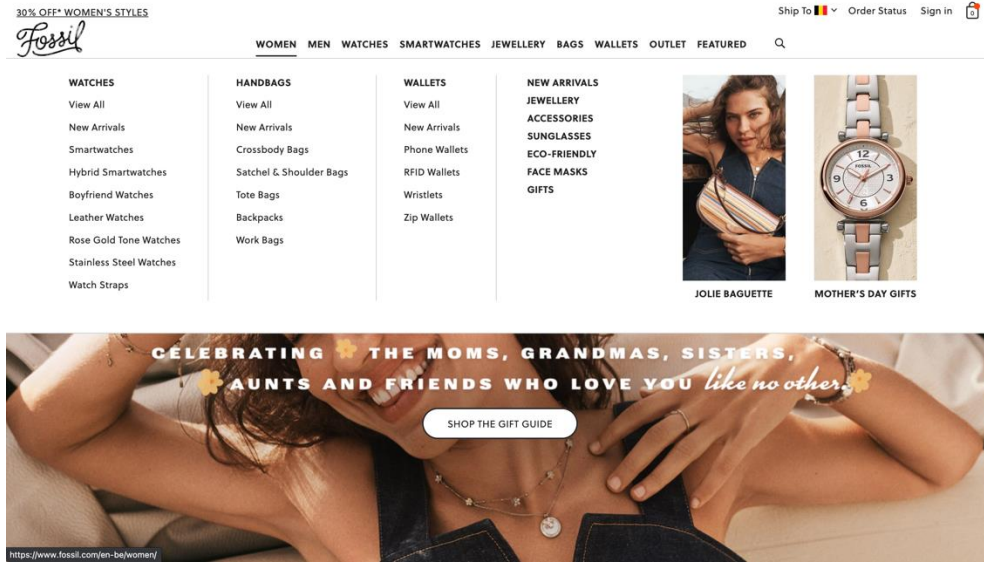 30% OFF* WOMEN'S STYLES
Ship To Order Status Sign in 0
Fossil
WOMEN MEN WATCHES SMARTWATCHES JEWELLERY BAGS WALLETS OUTLET FEATURED
WATCHES
View All
New Arrivals
Smartwatches
Hybrid Smartwatches
Boyfriend Watches
Leather Watches
Rose Gold Tone Watches
Stainless Steel Watches
Watch Straps
HANDBAGS
View All
New Arrivals
Crossbody Bags
Satchel & Shoulder Bags
Tote Bags
Backpacks
Work Bags
WALLETS
View All
New Arrivals
Phone Wallets
RFID Wallets
Wristlets
Zip Wallets
NEW ARRIVALS
JEWELLERY
ACCESSORIES
SUNGLASSES
ECO-FRIENDLY
FACE MASKS
GIFTS
JOLIE BAGUETTE
12
FOSSIL
9 3
6
MOTHER'S DAY GIFTS
CELEBRATING THE MOMS, GRANDMAS, SISTERS,
AUNTS AND FRIENDS WHO LOVE YOU like no other.
SHOP THE GIFT GUIDE
https://www.fossil.com/en-be/women/